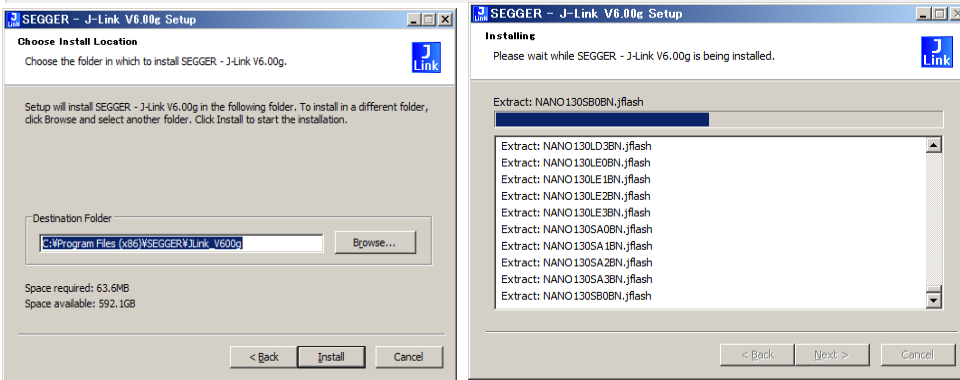 SEGGER - J-Link V6.00g Setup
Choose Install Location
Choose the folder in which to install SEGGER - J-Link V6.00g.
J
Link
Setup will install SEGGER - J-Link V6.00g in the following folder. To install in a different folder,
click Browse and select another folder. Click Install to start the installation.
Destination Folder
C:¥Program Files (x86)¥SEGGER¥JLink_V600g
Browse...
Space required: 63.6MB
Space available: 592.1GB
< Back
Install
Cancel
SEGGER - J-Link V6.00g Setup
Installing
Please wait while SEGGER - J-Link V6.00g is being installed.
J
Link
Extract: NANO130SB0BN.jflash
Extract: NANO130LD3BN.jflash
Extract: NANO130LE0BN.jflash
Extract: NANO130LE1BN.jflash
Extract: NANO130LE2BN.jflash
Extract: NANO130LE3BN.jflash
Extract: NANO130SA0BN.jflash
Extract: NANO130SA1BN.jflash
Extract: NANO130SA2BN.jflash
Extract: NANO130SA3BN.jflash
Extract: NANO130SB0BN.jflash
< Back
Next >
Cancel